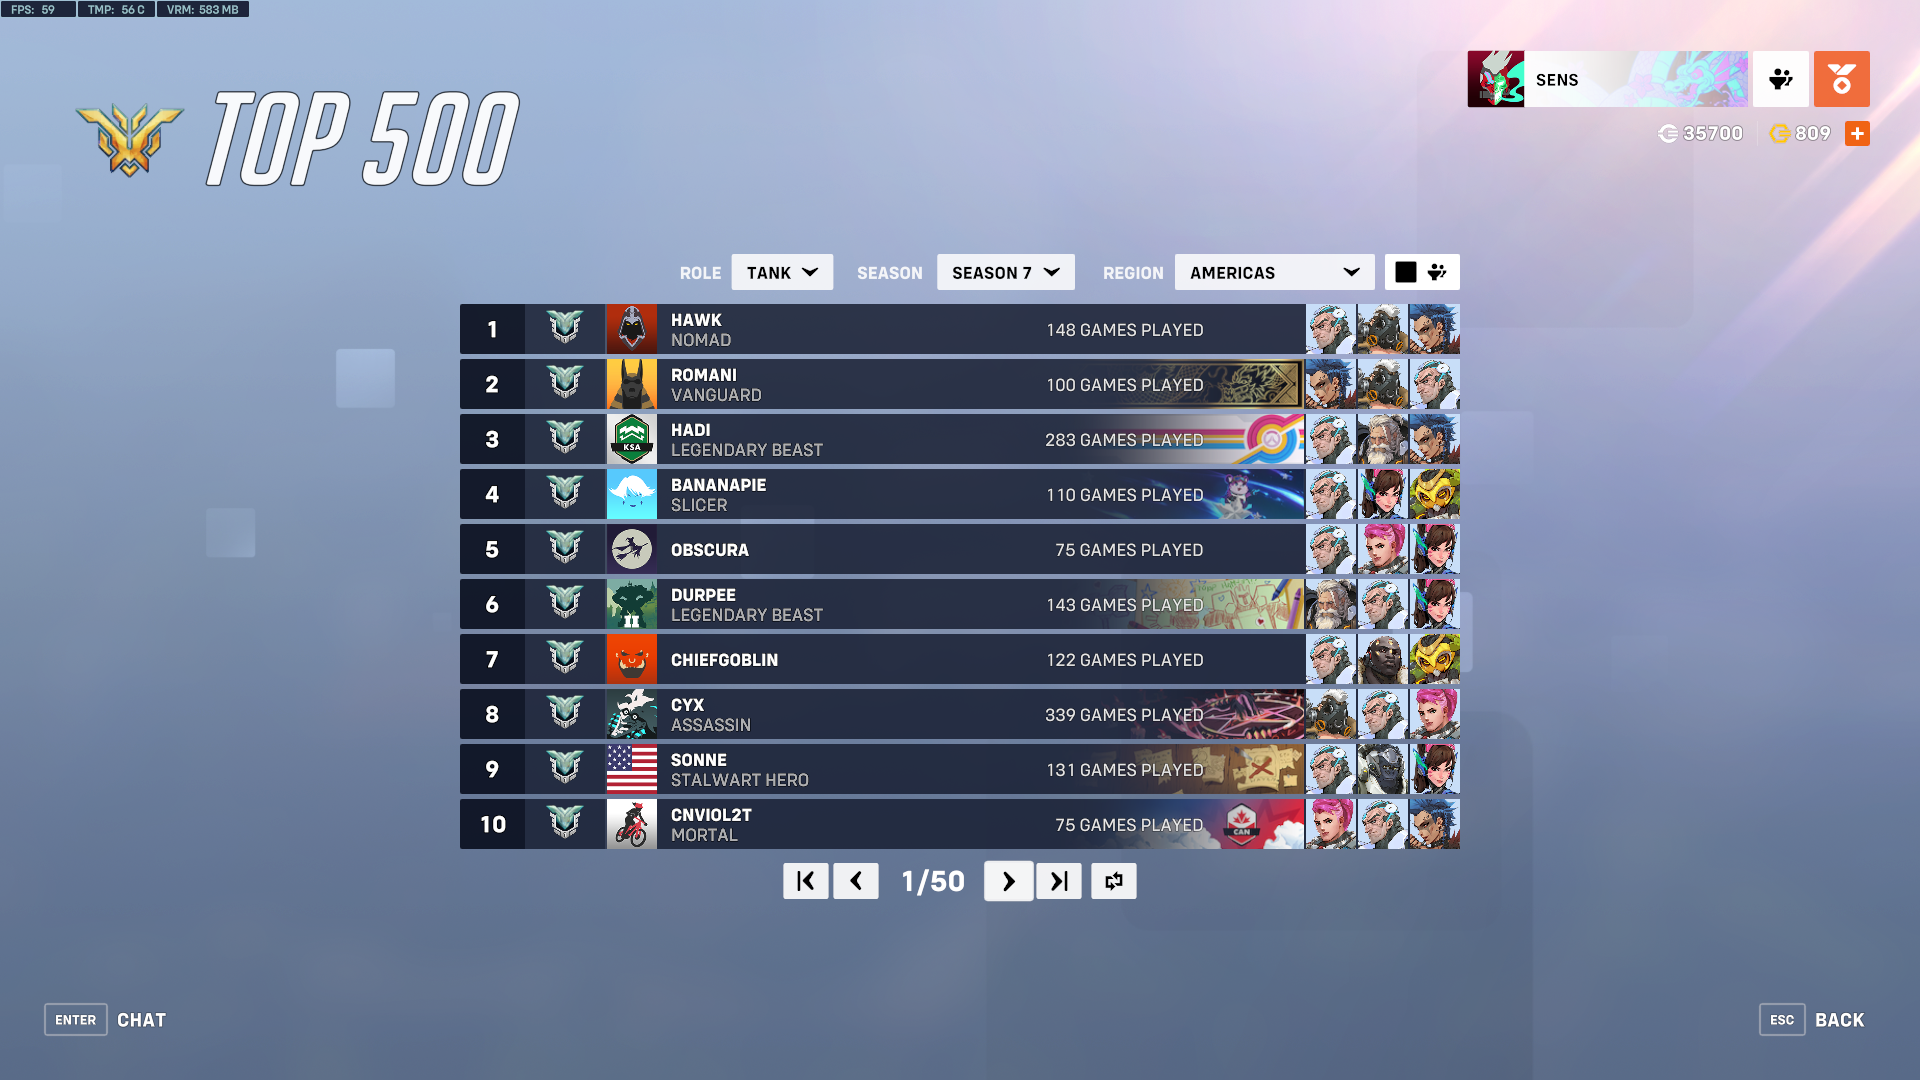 FPS: 59 TMP: 56 C VRM: 583 MB
TOP 500
SENS
35700 809
ROLE TANK SEASON SEASON 7 REGION AMERICAS
1 HAWK 148 GAMES PLAYED
NOMAD
2 ROMANI 100 GAMES PLAYED
VANGUARD
3 KSA HADI 283 GAMES PLAYED
LEGENDARY BEAST
4 BANANAPIE 110 GAMES PLAYED
SLICER
5 OBSCURA 75 GAMES PLAYED
6 DURPEE 143 GAMES PLAYED
LEGENDARY BEAST
7 CHIEFGOBLIN 122 GAMES PLAYED
8 CYX 339 GAMES PLAYED
ASSASSIN
9 SONNE 131 GAMES PLAYED
STALWART HERO
10 CNVIOL2T 75 GAMES PLAYED CAN
MORTAL
1/50
ENTER CHAT
ESC BACK